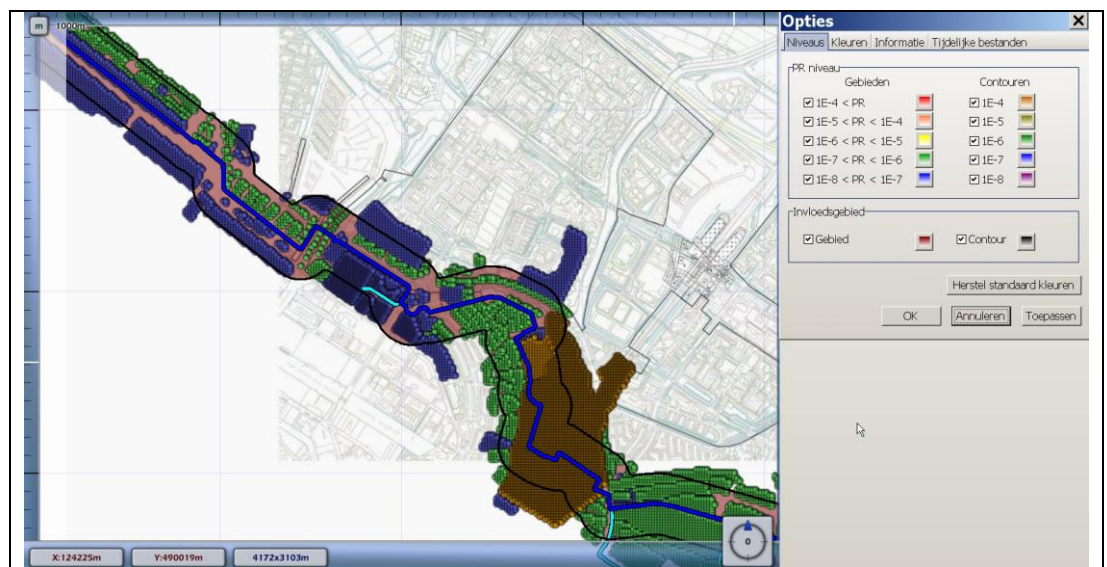 m 1000m
Opties
Niveaus Kleuren Informatie Tijdelijke bestanden
PR niveau
Gebieden Contouren
1E-4 < PR 1E-4
1E-5 < PR < 1E-4 1E-5
1E-6 < PR < 1E-5 1E-6
1E-7 < PR < 1E-6 1E-7
1E-8 < PR < 1E-7 1E-8
Invloedsgebied
Gebied Contour
Herstel standaard kleuren
OK Annuleren Toepassen
0
X:124225m Y:490019m 4172x3103m